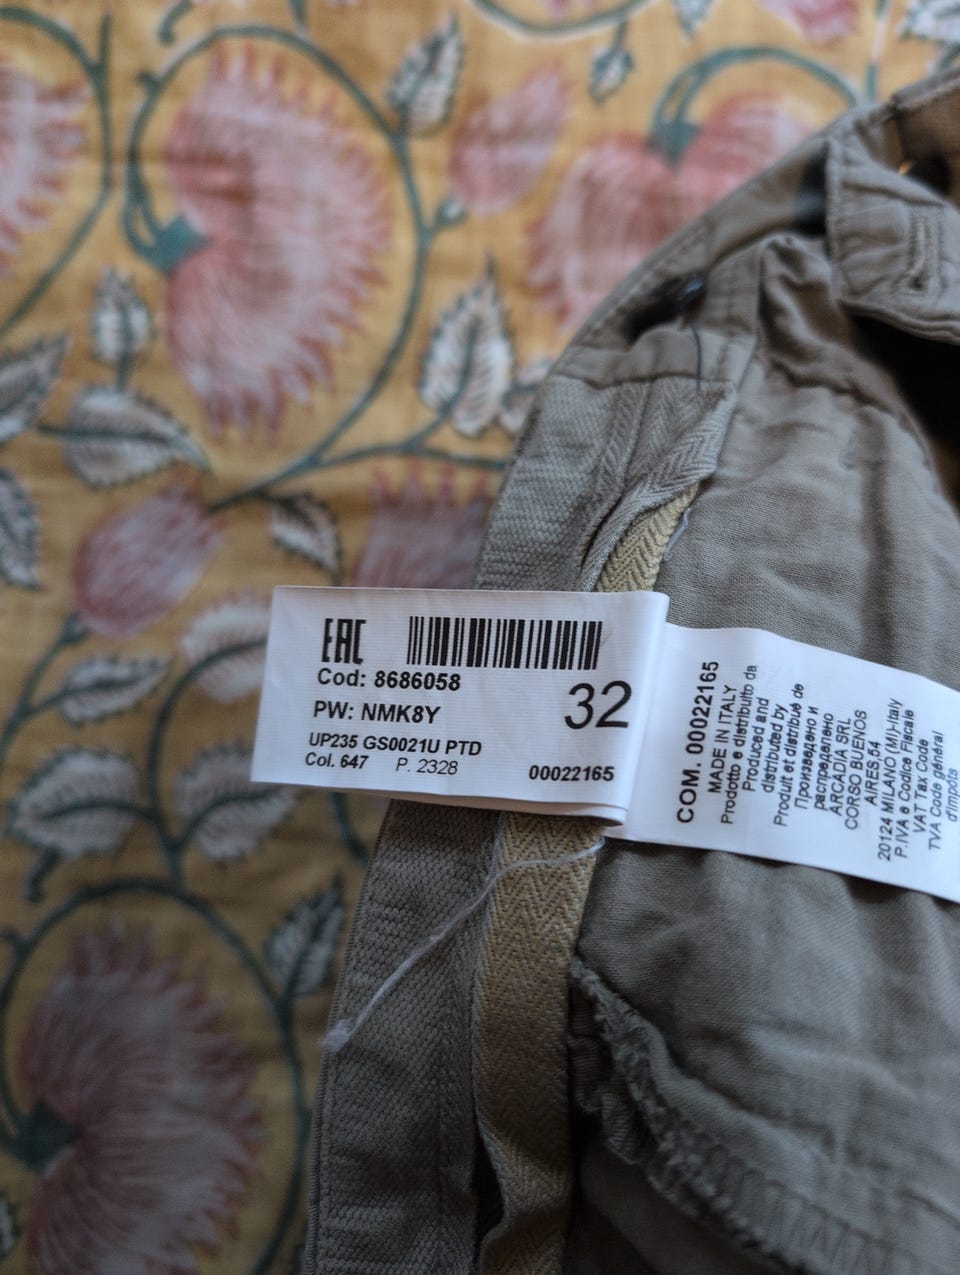 EAC
Cod: 8686058
PW: NMK8Y
32
UP235 GS0021U PTD
Col. 647 P. 2328
00022165
COM. 00022165
MADE IN ITALY
Prodotto e distribuitto da
Produced and
distributed by
Produit et distribué de
Произведено и
распределено
ARCADIA SRL
CORSO BUENOS
AIRES,54
20124 MILANO (MI)-Italy
P.IVA e Codice Fiscale
VAT Tax Code
TVA Code général
d'impots